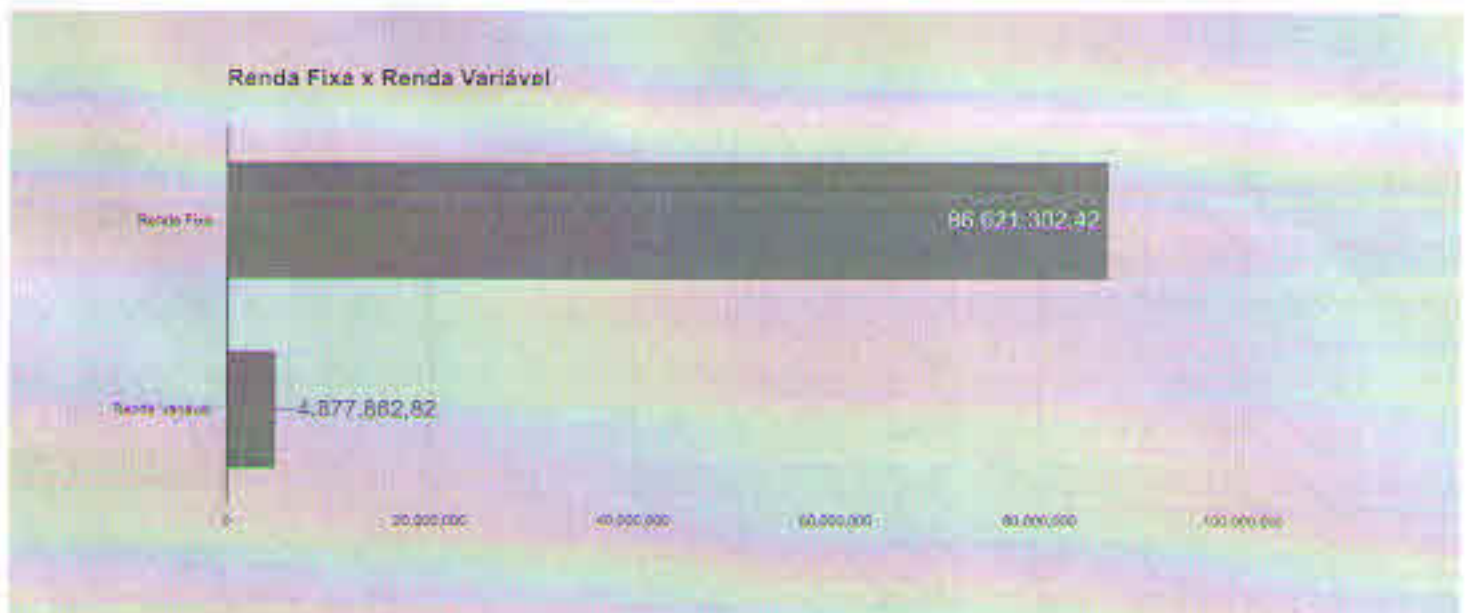 Renda Fixa x Renda Variável
Renda Fixa
86.621.302,42
Renda Variável
4,877,662,82
0 20,000,000 40,000,000 60,000,000 80,000,000 100,000,000